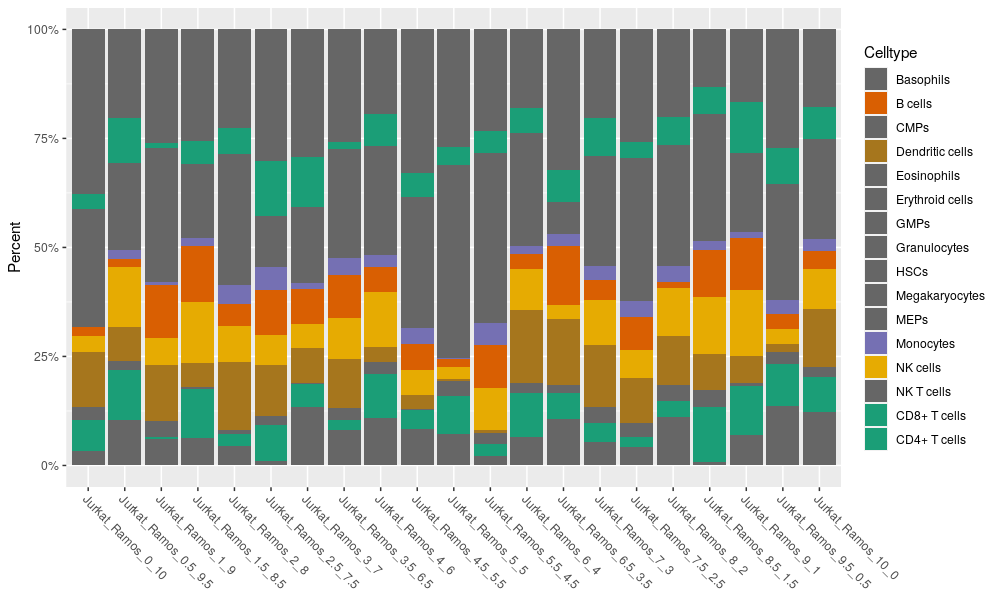 100%
75%
50%
25%
0%
Percent
Jurkat_Ramos_0_10
Jurkat_Ramos_0.5_9.5
Jurkat_Ramos_1_9
Jurkat_Ramos_1.5_8.5
Jurkat_Ramos_2_8
Jurkat_Ramos_2.5_7.5
Jurkat_Ramos_3_7
Jurkat_Ramos_3.5_6.5
Jurkat_Ramos_4_6
Jurkat_Ramos_4.5_5.5
Jurkat_Ramos_5_5
Jurkat_Ramos_5.5_4.5
Jurkat_Ramos_6_4
Jurkat_Ramos_6.5_3.5
Jurkat_Ramos_7_3
Jurkat_Ramos_7.5_2.5
Jurkat_Ramos_8_2
Jurkat_Ramos_8.5_1.5
Jurkat_Ramos_9_1
Jurkat_Ramos_9.5_0.5
Jurkat_Ramos_10_0
Celltype
Basophils
B cells
CMPs
Dendritic cells
Eosinophils
Erythroid cells
GMPs
Granulocytes
HSCs
Megakaryocytes
MEPs
Monocytes
NK cells
NK T cells
CD8+ T cells
CD4+ T cells